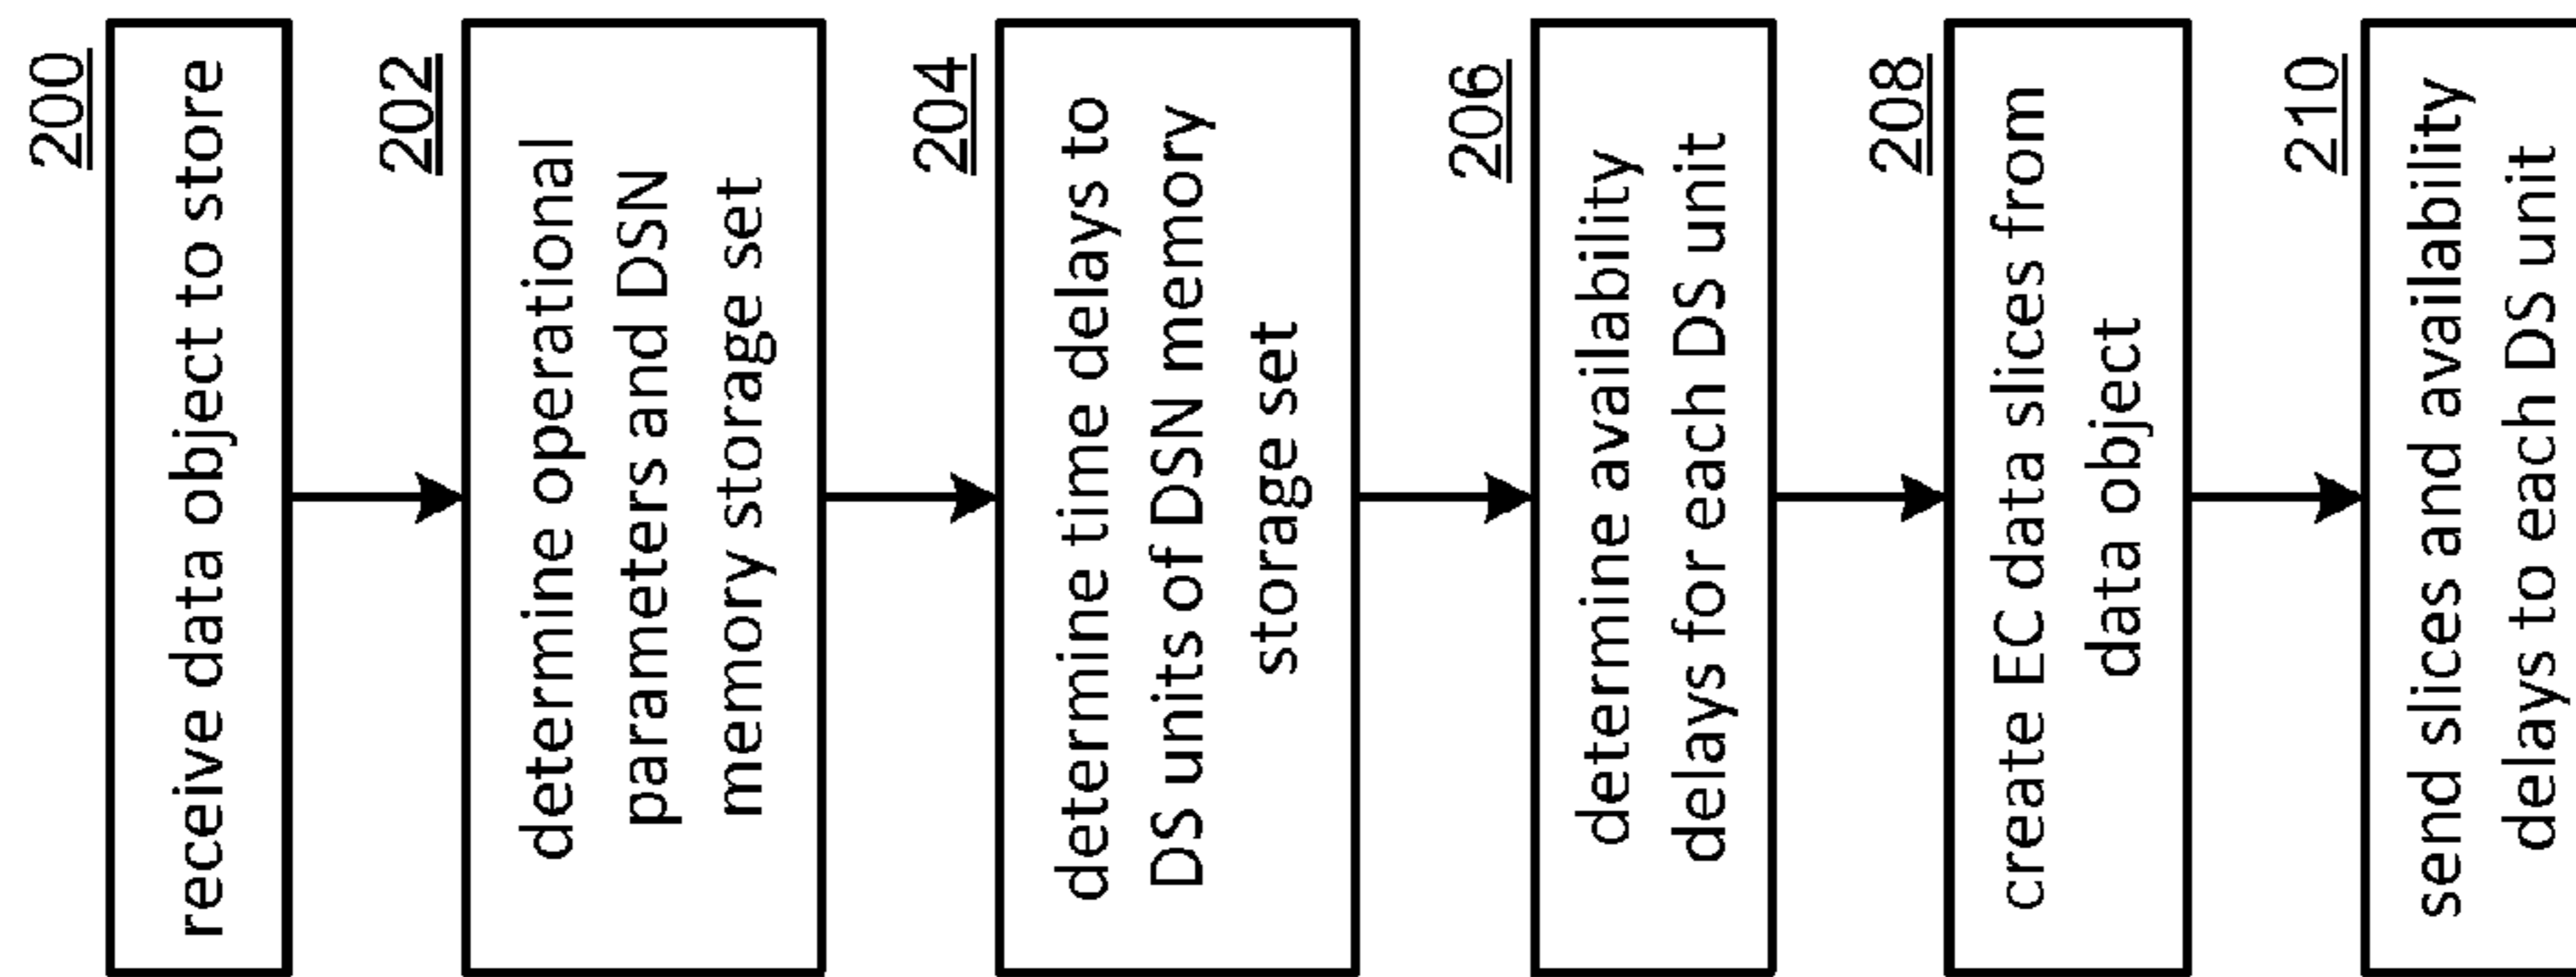 200
receive data object to store
202
determine operational
parameters and DSN
memory storage set
204
determine time delays to
DS units of DSN memory
storage set
206
determine availability
delays for each DS unit
208
create EC data slices from
data object
210
send slices and availability
delays to each DS unit